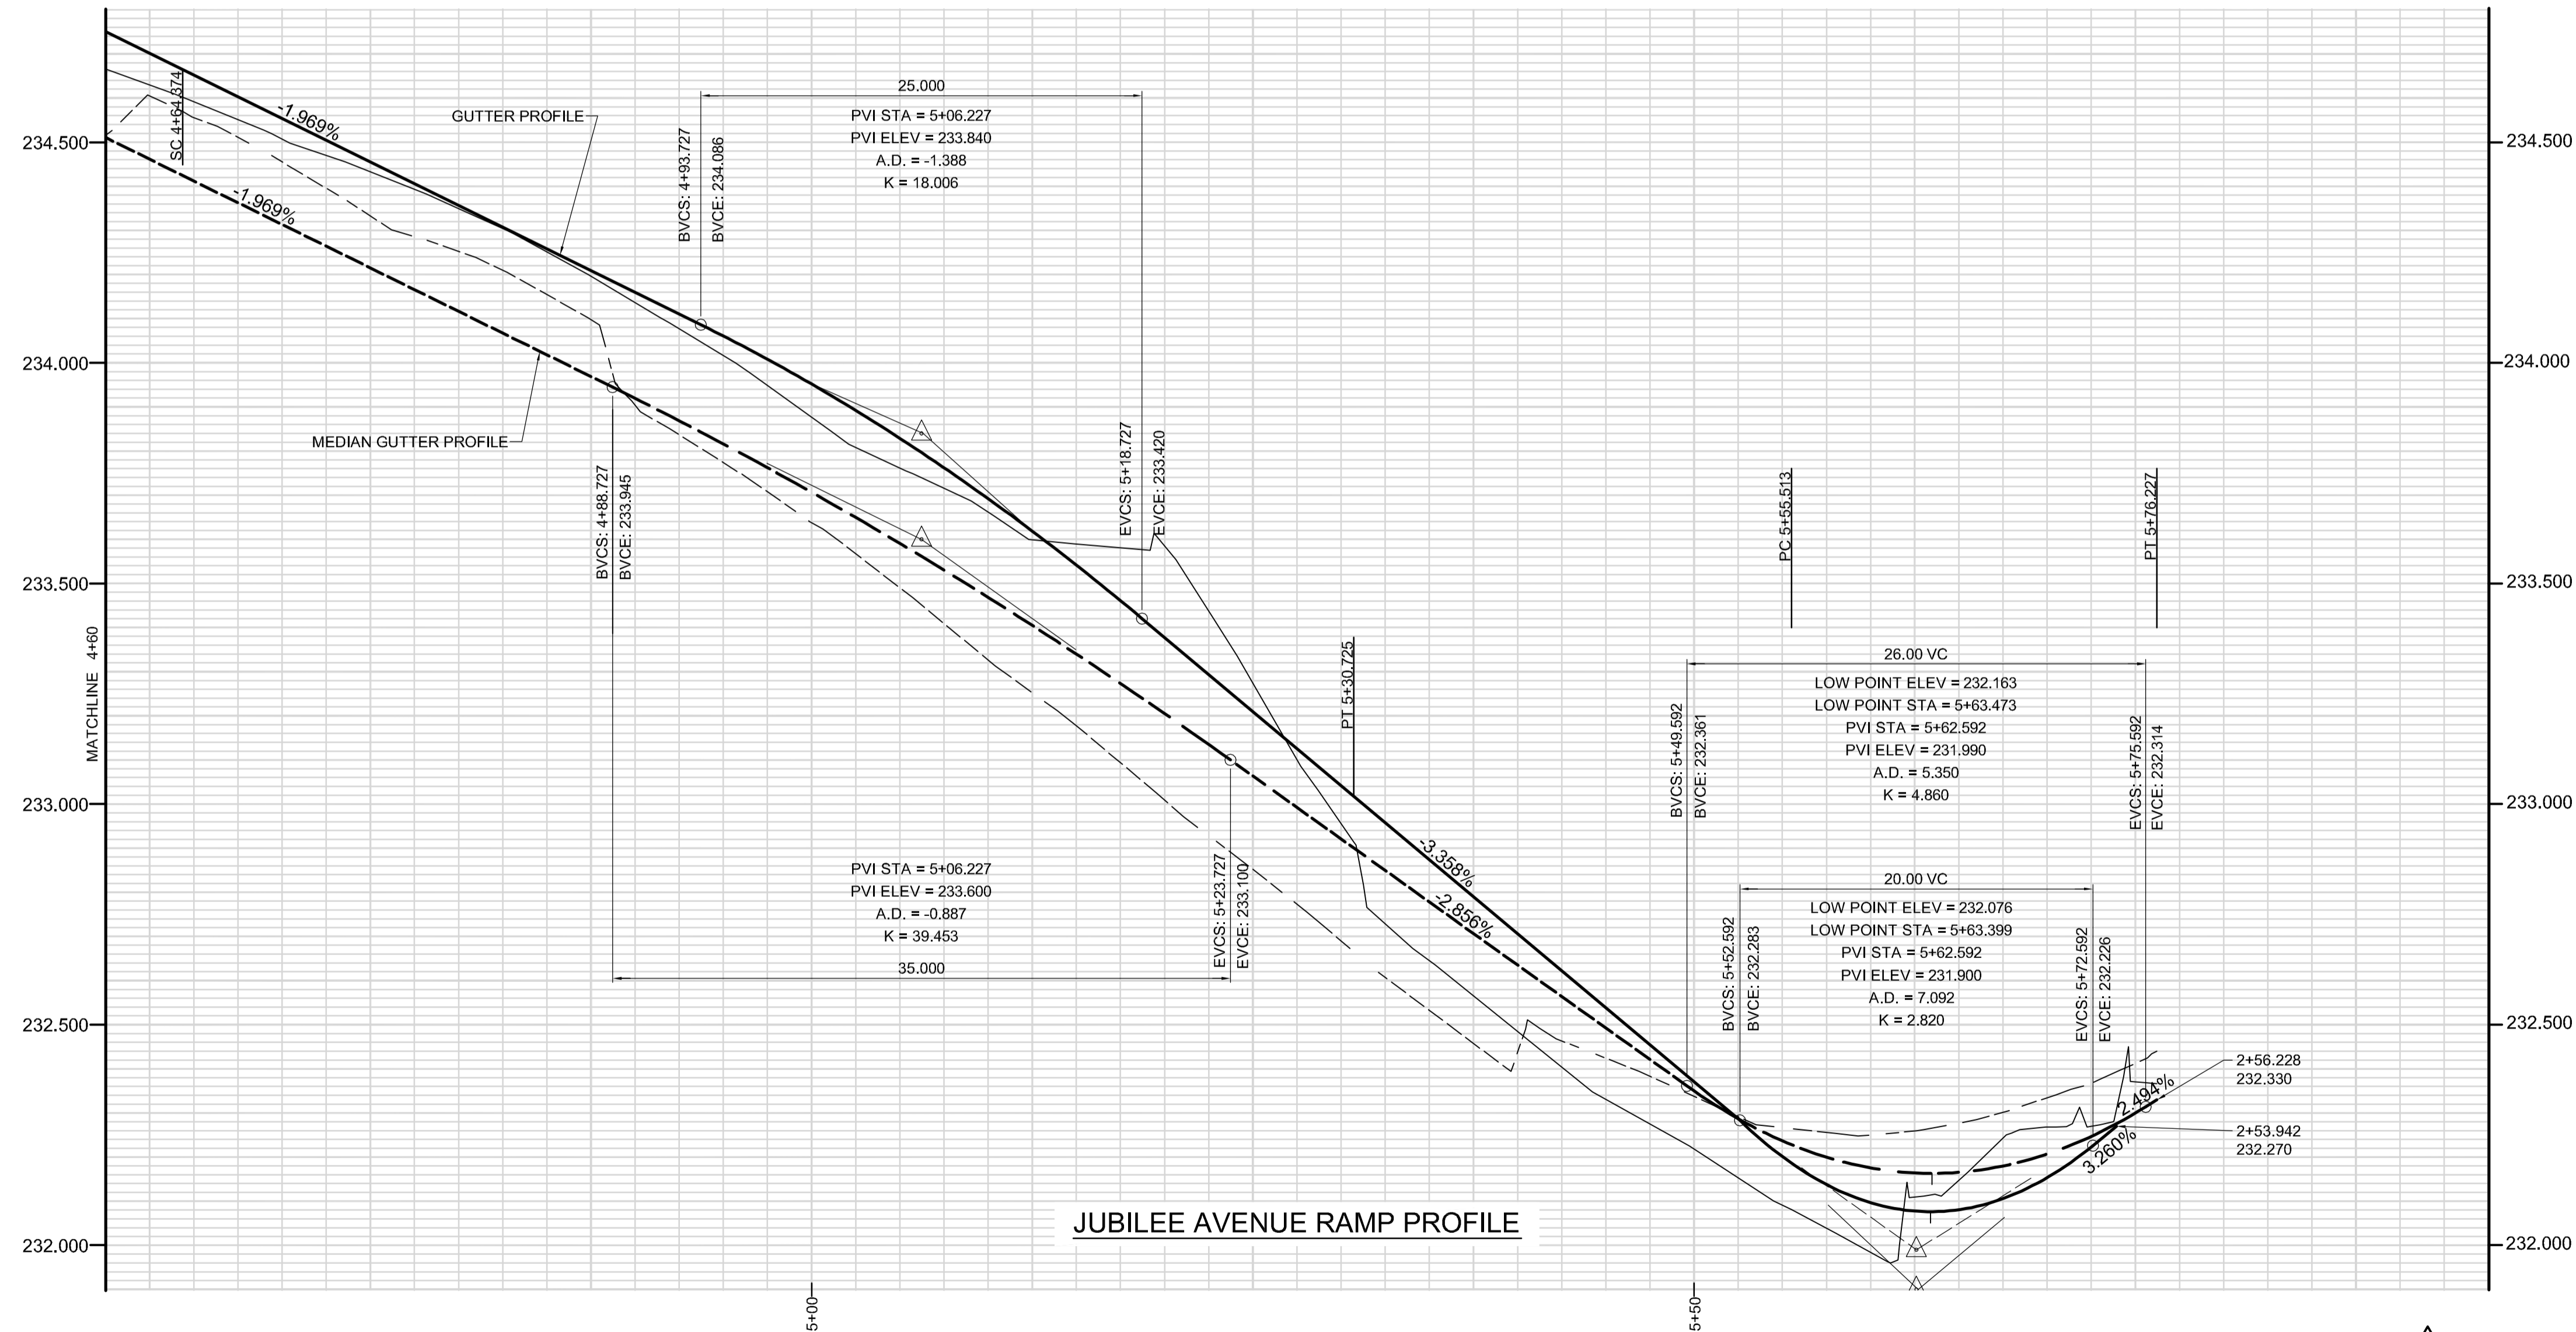 234.500
234.000
233.500
233.000
232.500
232.000
MATCHLINE 4+60
SC 4+64.374
-1.969%
-1.969%
GUTTER PROFILE
MEDIAN GUTTER PROFILE
25.000
PVI STA = 5+06.227
PVI ELEV = 233.840
A.D. = -1.388
K = 18.006
BVCS: 4+93.727
BVCE: 234.086
EVCS: 5+18.727
EVCE: 233.420
BVCS: 4+88.727
BVCE: 233.945
PVI STA = 5+06.227
PVI ELEV = 233.600
A.D. = -0.887
K = 39.453
35.000
EVCS: 5+23.727
EVCE: 233.100
PT 5+30.725
-3.358%
-2.856%
PC 5+55.513
PT 5+76.227
26.00 VC
LOW POINT ELEV = 232.163
LOW POINT STA = 5+63.473
PVI STA = 5+62.592
PVI ELEV = 231.990
A.D. = 5.350
K = 4.860
BVCS: 5+49.592
BVCE: 232.361
EVCS: 5+75.592
EVCE: 232.314
20.00 VC
LOW POINT ELEV = 232.076
LOW POINT STA = 5+63.399
PVI STA = 5+62.592
PVI ELEV = 231.900
A.D. = 7.092
K = 2.820
BVCS: 5+52.592
BVCE: 232.283
EVCS: 5+72.592
EVCE: 232.226
2.494%
3.260%
2+56.228
232.330
2+53.942
232.270
234.500
234.000
233.500
233.000
232.500
232.000
JUBILEE AVENUE RAMP PROFILE
5+00
5+50